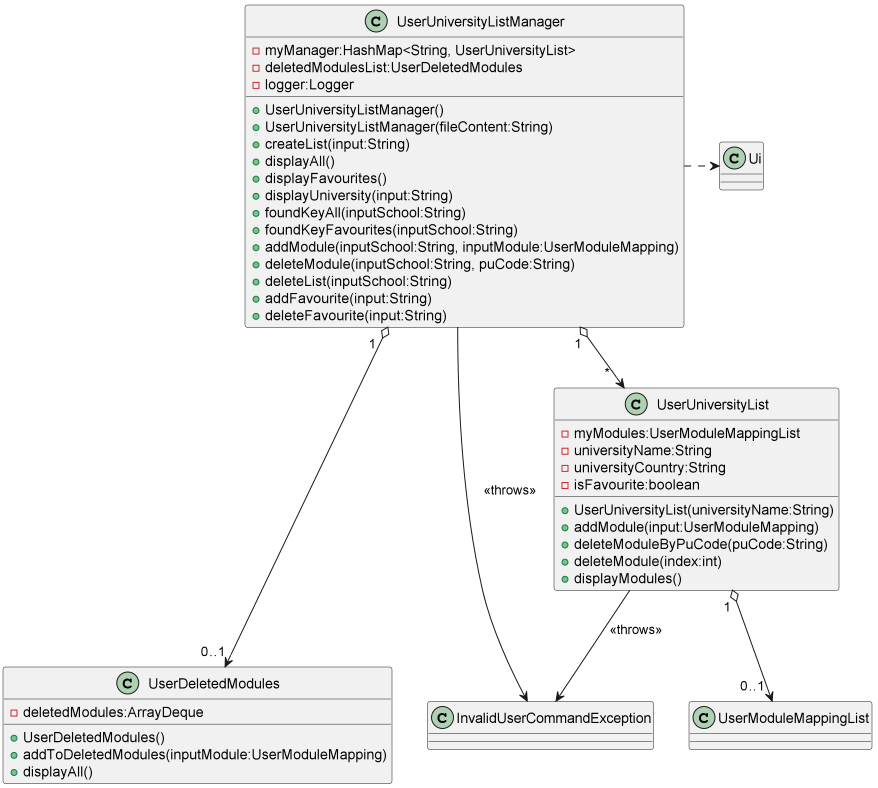 C UserUniversityListManager
myManager:HashMap<String, UserUniversityList>
deletedModulesList:UserDeletedModules
logger:Logger
UserUniversityListManager()
UserUniversityListManager(fileContent:String)
createList(input:String)
displayAll()
displayFavourites()
displayUniversity(input:String)
foundKeyAll(inputSchool:String)
foundKeyFavourites(inputSchool:String)
addModule(inputSchool:String, inputModule:UserModuleMapping)
deleteModule(inputSchool:String, puCode:String)
deleteList(inputSchool:String)
addFavourite(input:String)
deleteFavourite(input:String)
C Ui
1
1
*
C UserUniversityList
myModules:UserModuleMappingList
universityName:String
universityCountry:String
isFavourite:boolean
UserUniversityList(universityName:String)
addModule(input:UserModuleMapping)
deleteModuleByPuCode(puCode:String)
deleteModule(index:int)
displayModules()
«throws»
1
«throws»
0..1
0..1
C UserDeletedModules
deletedModules:ArrayDeque
UserDeletedModules()
addToDeletedModules(inputModule:UserModuleMapping)
displayAll()
C InvalidUserCommandException
C UserModuleMappingList